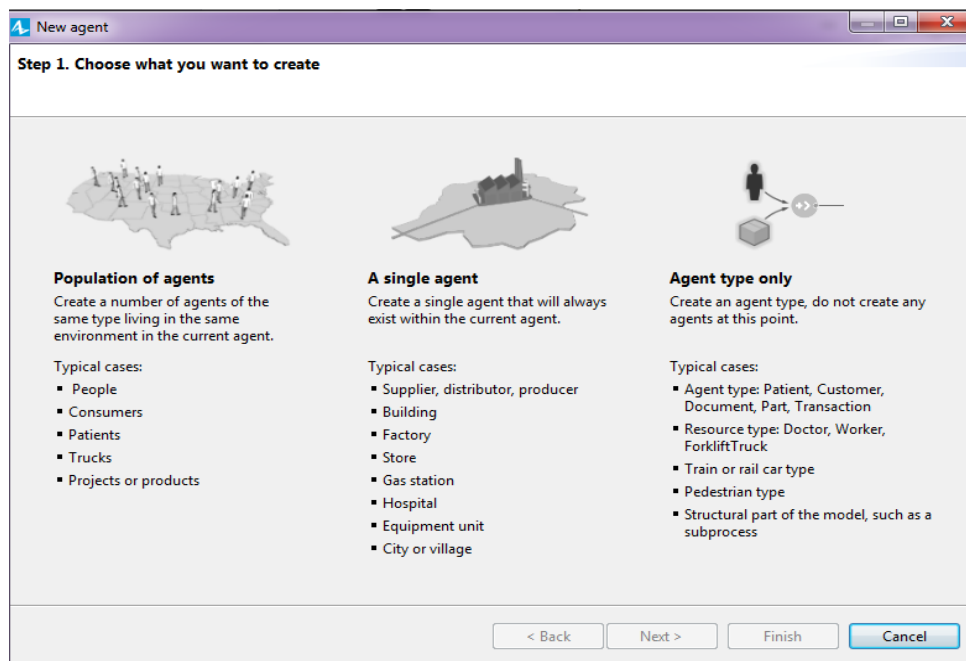 New agent
Step 1. Choose what you want to create
Population of agents
Create a number of agents of the
same type living in the same
environment in the current agent.
Typical cases:
▪ People
▪ Consumers
▪ Patients
▪ Trucks
▪ Projects or products
A single agent
Create a single agent that will always
exist within the current agent.
Typical cases:
▪ Supplier, distributor, producer
▪ Building
▪ Factory
▪ Store
▪ Gas station
▪ Hospital
▪ Equipment unit
▪ City or village
Agent type only
Create an agent type, do not create any
agents at this point.
Typical cases:
▪ Agent type: Patient, Customer,
Document, Part, Transaction
▪ Resource type: Doctor, Worker,
ForkliftTruck
▪ Train or rail car type
▪ Pedestrian type
▪ Structural part of the model, such as a
subprocess
< Back
Next >
Finish
Cancel